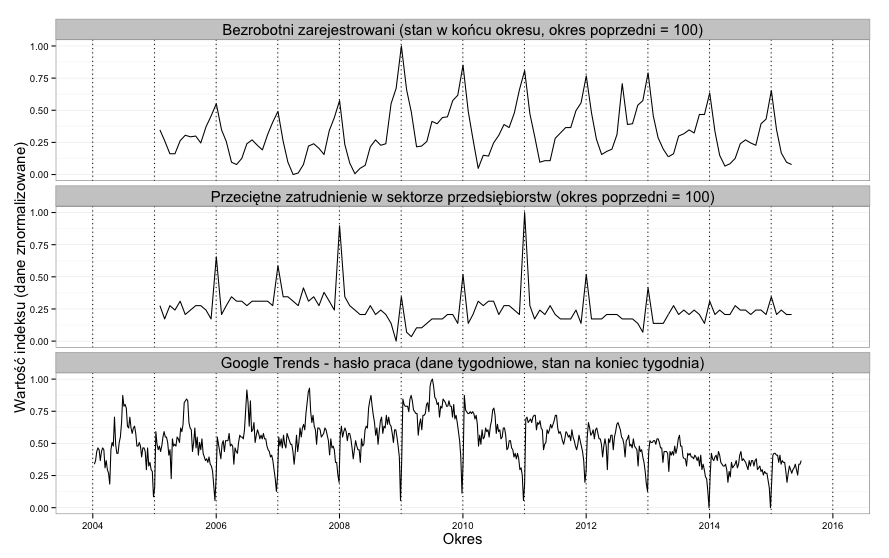 Bezrobotni zarejestrowani (stan w końcu okresu, okres poprzedni = 100)
1.00
0.75
0.50
0.25
0.00
Przeciętne zatrudnienie w sektorze przedsiębiorstw (okres poprzedni = 100)
1.00
0.75
0.50
0.25
0.00
Google Trends - hasło praca (dane tygodniowe, stan na koniec tygodnia)
1.00
0.75
0.50
0.25
0.00
Wartość indeksu (dane znormalizowane)
2004 2006 2008 2010 2012 2014 2016
Okres